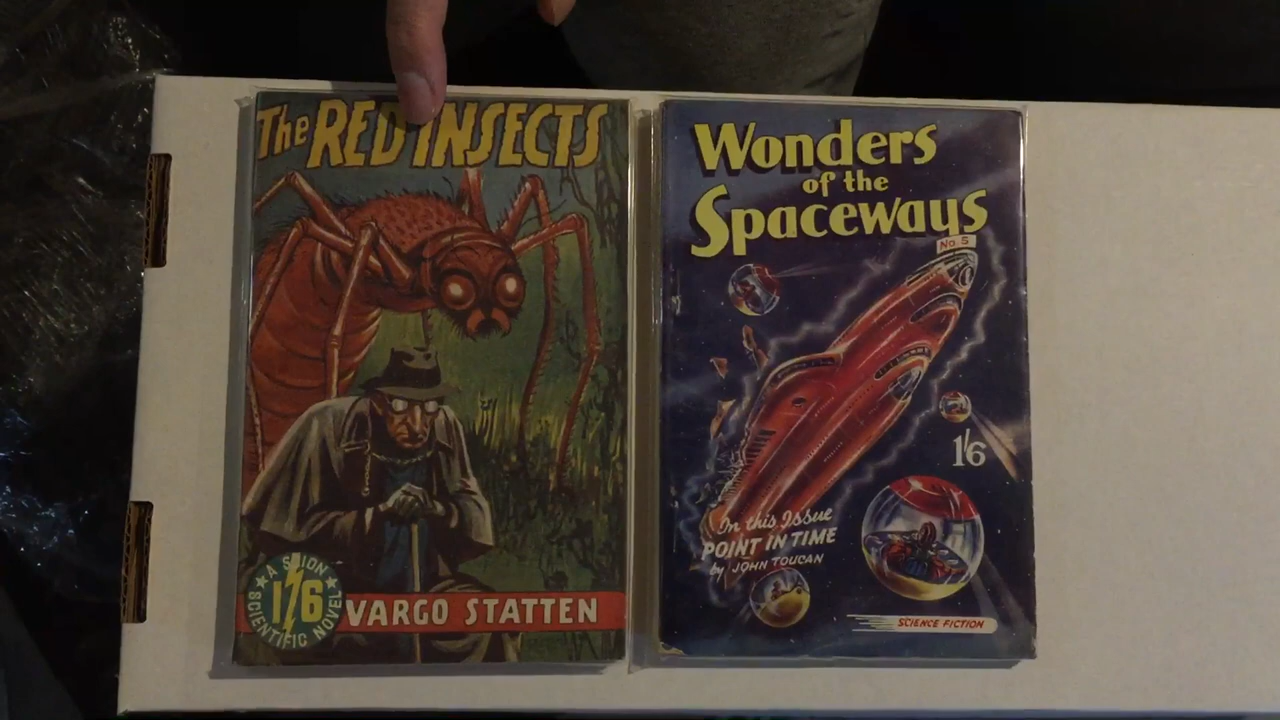 The RED INSECTS
A SCION
1/6
SCIENTIFIC NOVEL
VARGO STATTEN
Wonders
of the
Spaceways
No. 5
1/6
In this Issue
POINT IN TIME
by JOHN TOUCAN
SCIENCE FICTION